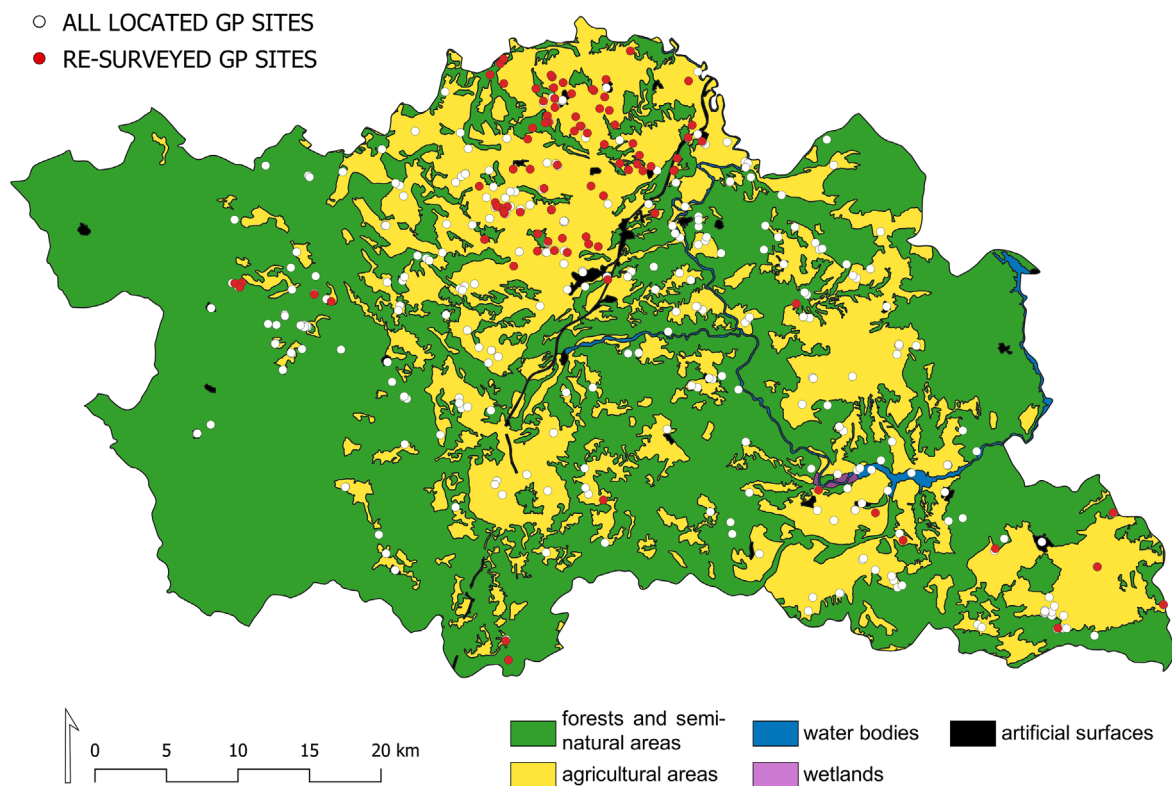 ALL LOCATED GP SITES
RE-SURVEYED GP SITES
0 5 10 15 20 km
forests and semi-
natural areas
agricultural areas
water bodies
wetlands
artificial surfaces